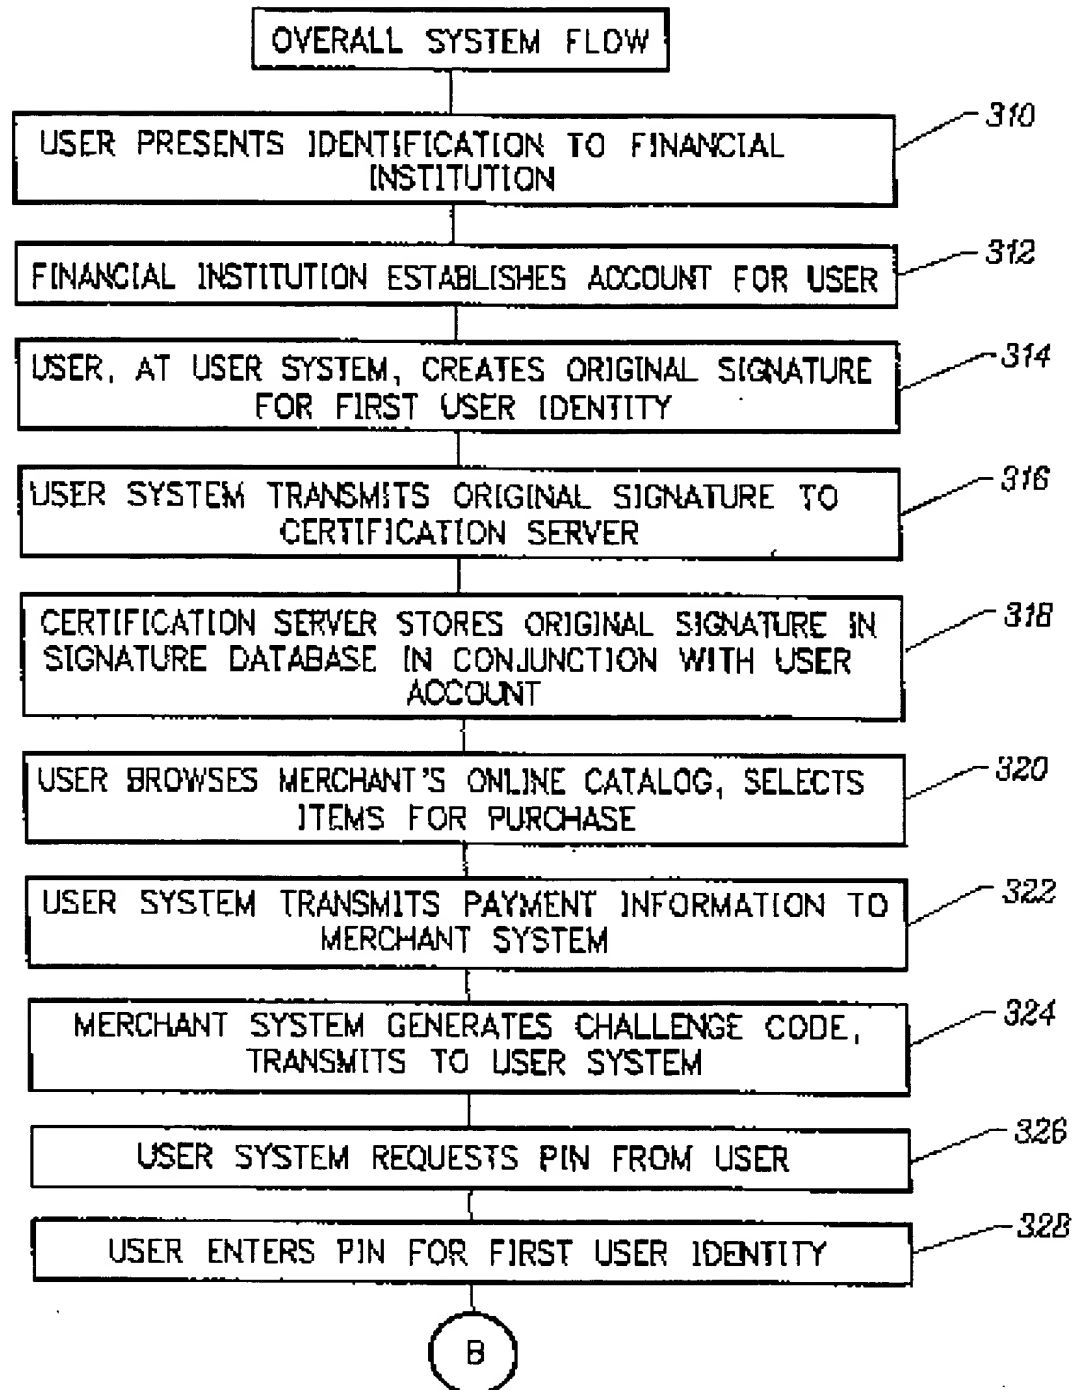 OVERALL SYSTEM FLOW
310
USER PRESENTS IDENTIFICATION TO FINANCIAL
INSTITUTION
312
FINANCIAL INSTITUTION ESTABLISHES ACCOUNT FOR USER
314
USER, AT USER SYSTEM, CREATES ORIGINAL SIGNATURE
FOR FIRST USER IDENTITY
316
USER SYSTEM TRANSMITS ORIGINAL SIGNATURE TO
CERTIFICATION SERVER
318
CERTIFICATION SERVER STORES ORIGINAL SIGNATURE IN
SIGNATURE DATABASE IN CONJUNCTION WITH USER
ACCOUNT
320
USER BROWSES MERCHANT'S ONLINE CATALOG, SELECTS
ITEMS FOR PURCHASE
322
USER SYSTEM TRANSMITS PAYMENT INFORMATION TO
MERCHANT SYSTEM
324
MERCHANT SYSTEM GENERATES CHALLENGE CODE,
TRANSMITS TO USER SYSTEM
326
USER SYSTEM REQUESTS PIN FROM USER
328
USER ENTERS PIN FOR FIRST USER IDENTITY
B